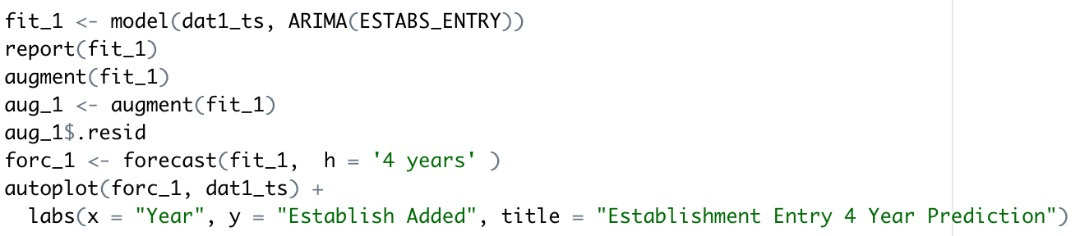 fit_1 <- model(dat1_ts, ARIMA(ESTABS_ENTRY))
report(fit_1)
augment(fit_1)
aug_1 <- augment(fit_1)
aug_1$.resid
forc_1 <- forecast(fit_1,  h = '4 years' )
autoplot(forc_1, dat1_ts) +
  labs(x = "Year", y = "Establish Added", title = "Establishment Entry 4 Year Prediction")